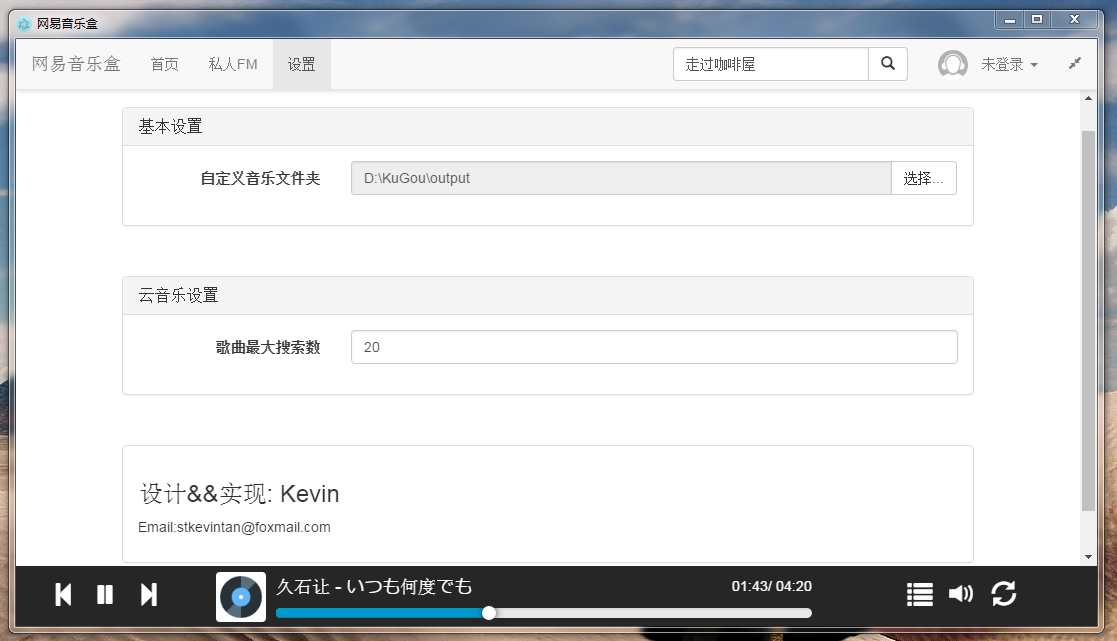 网易音乐盒
网易音乐盒 首页 私人FM 设置 走过咖啡屋 未登录
基本设置
自定义音乐文件夹 D:\KuGou\output 选择...
云音乐设置
歌曲最大搜索数 20
设计&&实现: Kevin
Email:stkevintan@foxmail.com
久石让 - いつも何度でも 01:43/ 04:20